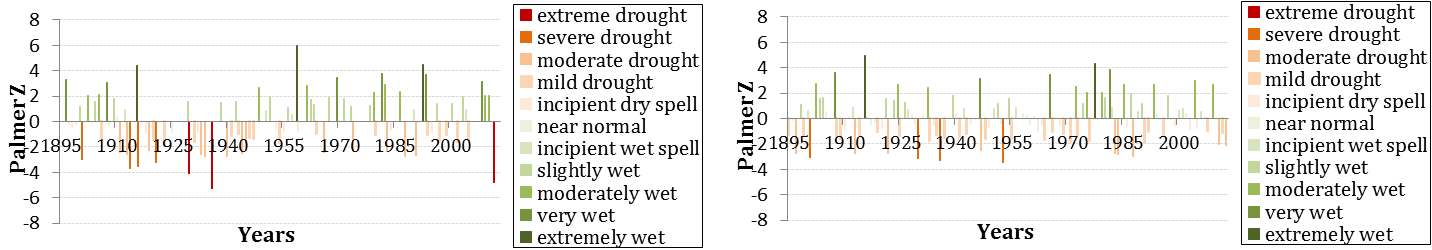 8
6
4
2
0
-2
-4
-6
-8
Palmer Z
1895 1910 1925 1940 1955 1970 1985 2000
Years
extreme drought
severe drought
moderate drought
mild drought
incipient dry spell
near normal
incipient wet spell
slightly wet
moderately wet
very wet
extremely wet
8
6
4
2
0
-2
-4
-6
-8
Palmer Z
1895 1910 1925 1940 1955 1970 1985 2000
Years
extreme drought
severe drought
moderate drought
mild drought
incipient dry spell
near normal
incipient wet spell
slightly wet
moderately wet
very wet
extremely wet